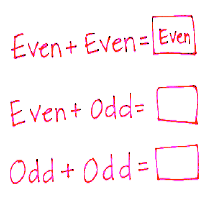 Even + Even = Even
Even + Odd =
Odd + Odd =